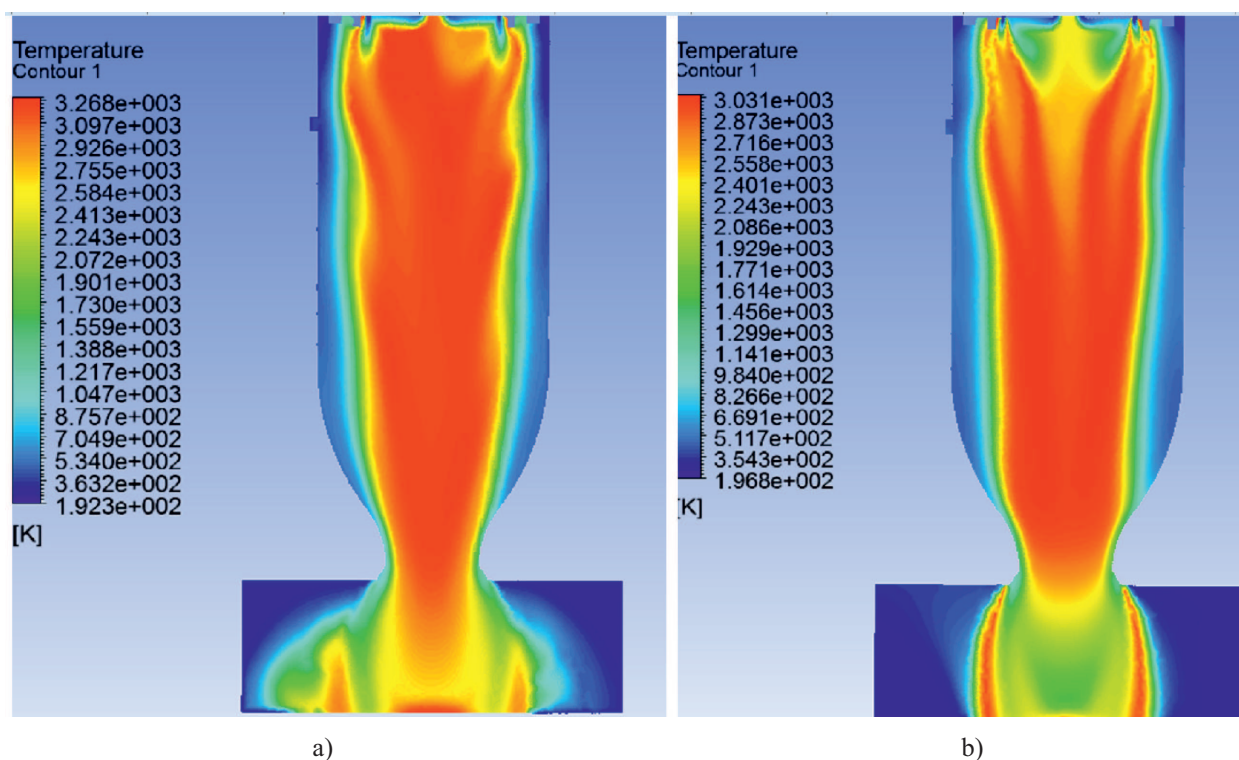 Temperature
Contour 1
3.268e+003
3.097e+003
2.926e+003
2.755e+003
2.584e+003
2.413e+003
2.243e+003
2.072e+003
1.901e+003
1.730e+003
1.559e+003
1.388e+003
1.217e+003
1.047e+003
8.757e+002
7.049e+002
5.340e+002
3.632e+002
1.923e+002
[K]
Temperature
Contour 1
3.031e+003
2.873e+003
2.716e+003
2.558e+003
2.401e+003
2.243e+003
2.086e+003
1.929e+003
1.771e+003
1.614e+003
1.456e+003
1.299e+003
1.141e+003
9.840e+002
8.266e+002
6.691e+002
5.117e+002
3.543e+002
1.968e+002
[K]
a)
b)